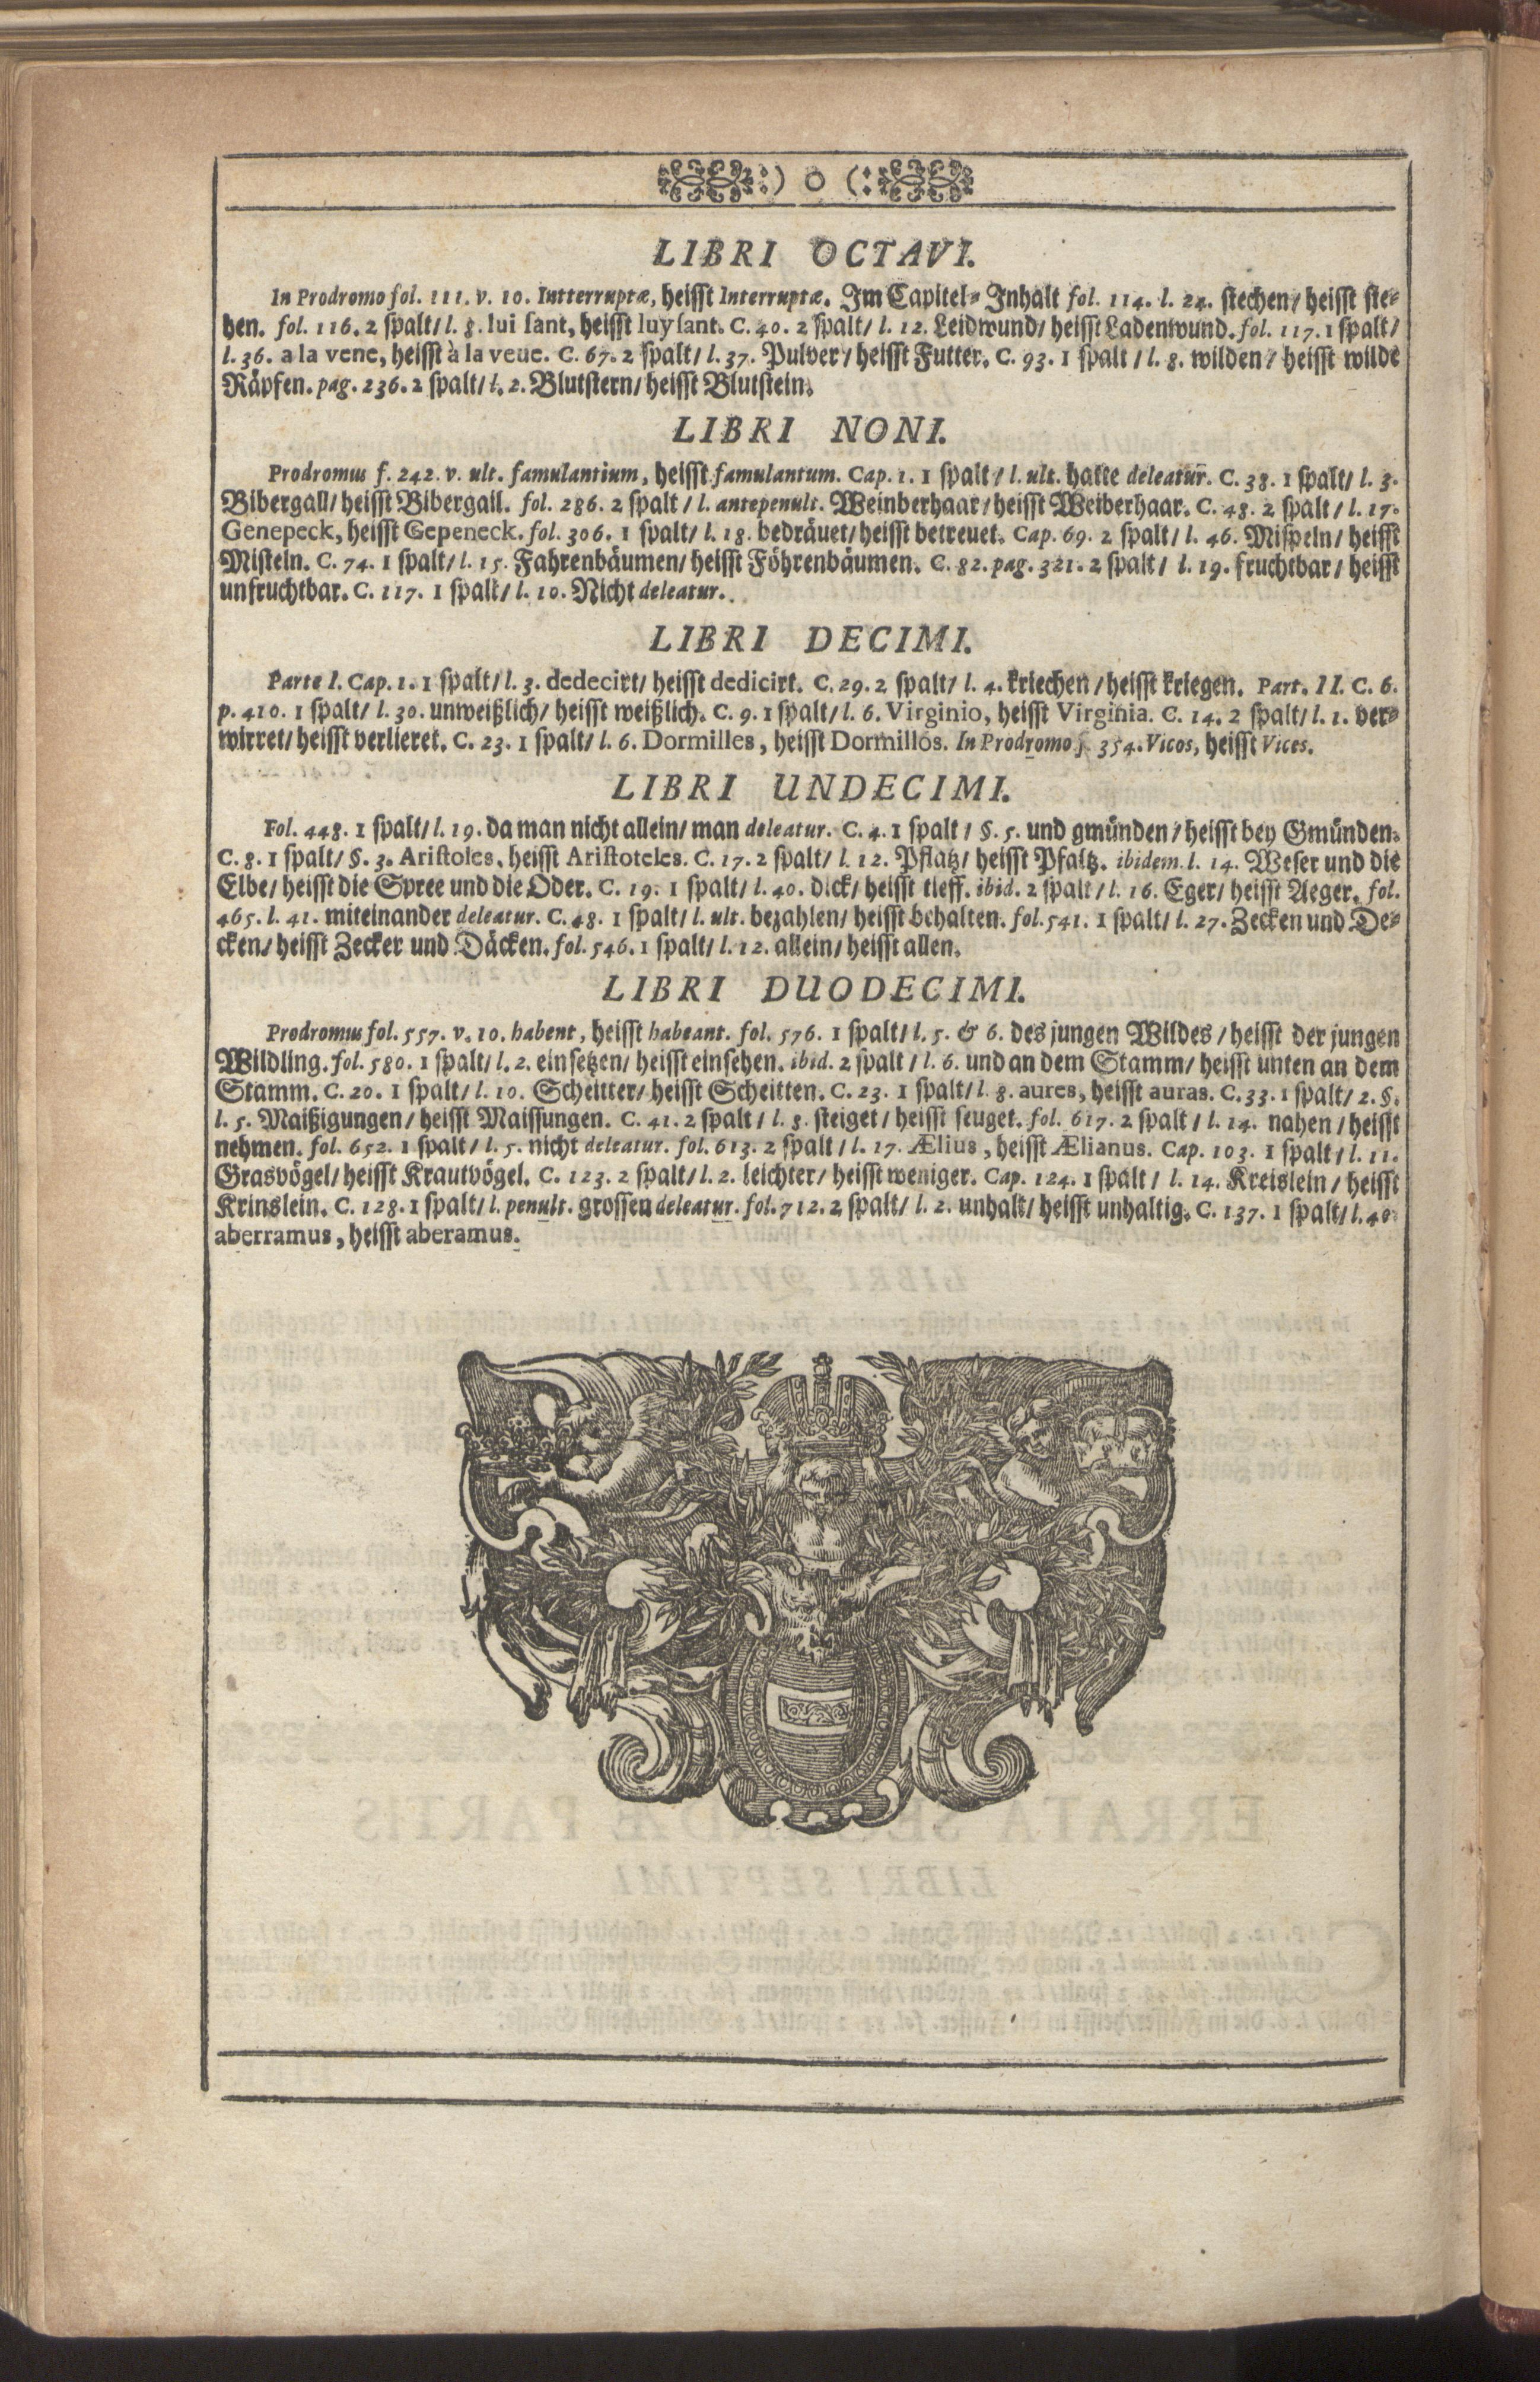 :) o (:
LIBRI OCTAVI.
In Prodromo fol. 111. v. 10. Intterruptæ, heisst Interruptæ. Im Capitel-Inhalt fol. 114. l. 24. stechen/ heisst ste-
hen. fol. 116. 2 spalt/ l. 8. lui sant, heisst luysant. C. 40. 2 spalt/ l. 12. Leidwund/ heisst Ladenwund. fol. 117. 1 spalt/
l. 36. a la vene, heisst à la veue. C. 67. 2 spalt/ l. 37. Pulver/ heisst Futter. C. 93. 1 spalt / l. 8. wilden/ heisst wilde
Räpfen. pag. 236. 2 spalt/ l. 2. Blutstern/ heisst Blutstein.
LIBRI NONI.
Prodromus f. 242. v. ult. famulantium, heisst famulantum. Cap. 1. 1 spalt/ l. ult. hatte deleatur. C. 38. 1 spalt/ l. 3.
Bibergall/ heisst Bibergail. fol. 286. 2 spalt / l. antepenult. Weinberhaar/ heisst Weiberhaar. C. 48. 2 spalt / l. 17.
Genepeck, heisst Gepeneck. fol. 306. 1 spalt/ l. 18. bedräuet/ heisst betreuet. Cap. 69. 2 spalt/ l. 46. Mispeln/ heisst
Misteln. C. 74. 1 spalt/ l. 15. Fahrenbäumen/ heisst Föhrenbäumen. C. 82. pag. 321. 2 spalt/ l. 19. fruchtbar/ heisst
unfruchtbar. C. 117. 1 spalt/ l. 10. Nicht deleatur.
LIBRI DECIMI.
Parte I. Cap. 1. 1 spalt/ l. 3. dedecirt/ heisst dedicirt. C. 29. 2 spalt/ l. 4. kriechen/ heisst kriegen. Part. II. C. 6.
p. 410. 1 spalt/ l. 30. unweißlich/ heisst weißlich. C. 9. 1 spalt/ l. 6. Virginio, heisst Virginia. C. 14. 2 spalt/ l. 1. ver-
wirret/ heisst verlieret. C. 23. 1 spalt/ l. 6. Dormilles, heisst Dormillos. In Prodromo f. 354. Vicos, heisst Vices.
LIBRI UNDECIMI.
Fol. 448. 1 spalt/ l. 19. da man nicht allein/ man deleatur. C. 4. 1 spalt / §. 5. und gmünden/ heisst bey Gmünden.
C. 8. 1 spalt/ §. 3. Aristoles, heisst Aristoteles. C. 17. 2 spalt/ l. 12. Pflatz/ heisst Pfaltz. ibidem. l. 14. Weser und die
Elbe/ heisst die Spree und die Oder. C. 19. 1 spalt/ l. 40. dick/ heisst tieff. ibid. 2 spalt / l. 16. Eger/ heisst Aeger. fol.
465. l. 41. miteinander deleatur. C. 48. 1 spalt/ l. ult. bezahlen/ heisst behalten. fol. 541. 1 spalt/ l. 27. Zecken und De-
cken/ heisst Zecker und Däcken. fol. 546. 1 spalt/ l. 12. allein/ heisst allen.
LIBRI DUODECIMI.
Prodromus fol. 557. v. 10. habent, heisst habeant. fol. 576. 1 spalt/ l. 5. & 6. des jungen Wildes/ heisst der jungen
Wildling. fol. 580. 1 spalt/ l. 2. einsetzen/ heisst einsehen. ibid. 2 spalt / l. 6. und an dem Stamm/ heisst unten an dem
Stamm. C. 20. 1 spalt/ l. 10. Scheitter/ heisst Scheitten. C. 23. 1 spalt/ l. 8. aures, heisst auras. C. 33. 1 spalt/ 2. §.
l. 5. Maißigungen/ heisst Maissungen. C. 41. 2 spalt / l. 8. steiget/ heisst seuget. fol. 617. 2 spalt / l. 14. nahen/ heisst
nehmen. fol. 652. 1 spalt/ l. 5. nicht deleatur. fol. 613. 2 spalt / l. 17. Ælius, heisst Ælianus. Cap. 103. 1 spalt/ l. 11.
Grasvögel/ heisst Krautvögel. C. 123. 2 spalt/ l. 2. leichter/ heisst weniger. Cap. 124. 1 spalt / l. 14. Kreislein / heisst
Krinslein. C. 128. 1 spalt/ l. penult. grossen deleatur. fol. 712. 2 spalt/ l. 2. unhalt/ heisst unhaltig. C. 137. 1 spalt/ l. 40.
aberramus, heisst aberamus.